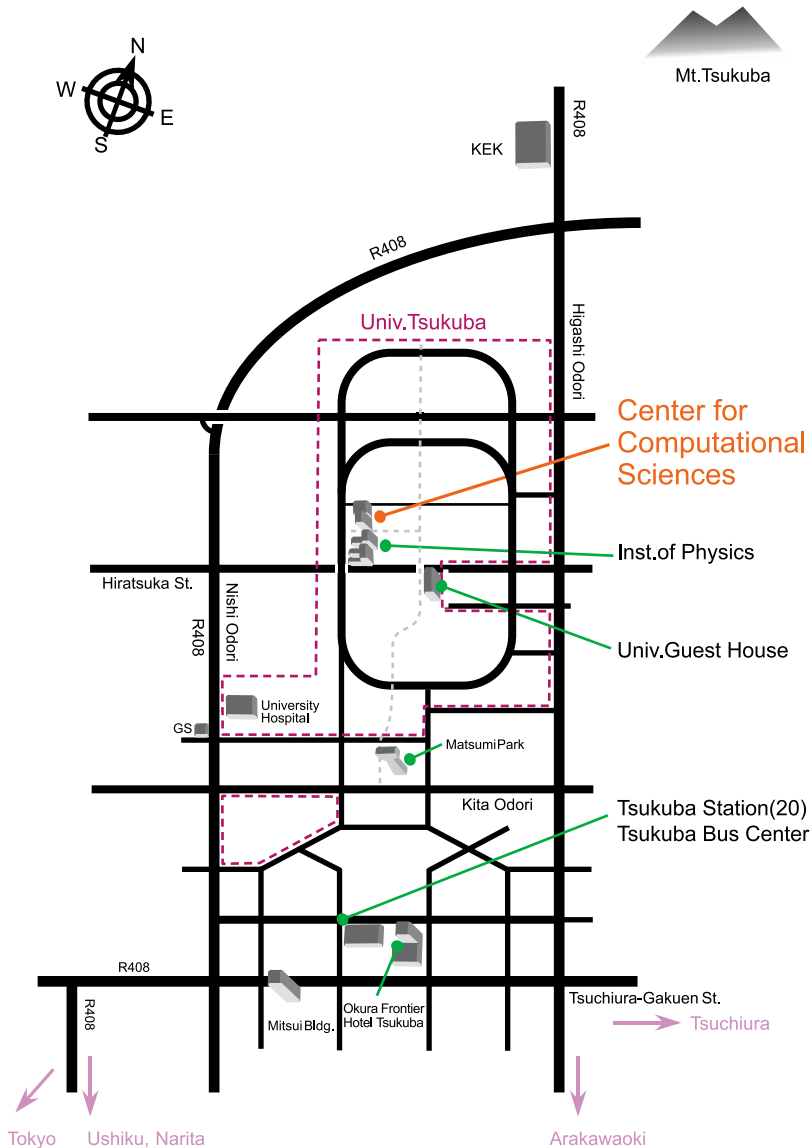 N
W
E
S
Mt.Tsukuba
R408
KEK
R408
Univ.Tsukuba
Higashi Odori
Center for
Computational
Sciences
Inst.of Physics
Hiratsuka St.
Nishi Odori
R408
Univ.Guest House
University
Hospital
GS
MatsumiPark
Kita Odori
Tsukuba Station(20)
Tsukuba Bus Center
R408
R408
Mitsui Bldg.
Okura Frontier
Hotel Tsukuba
Tsuchiura-Gakuen St.
Tsuchiura
Tokyo
Ushiku, Narita
Arakawaoki